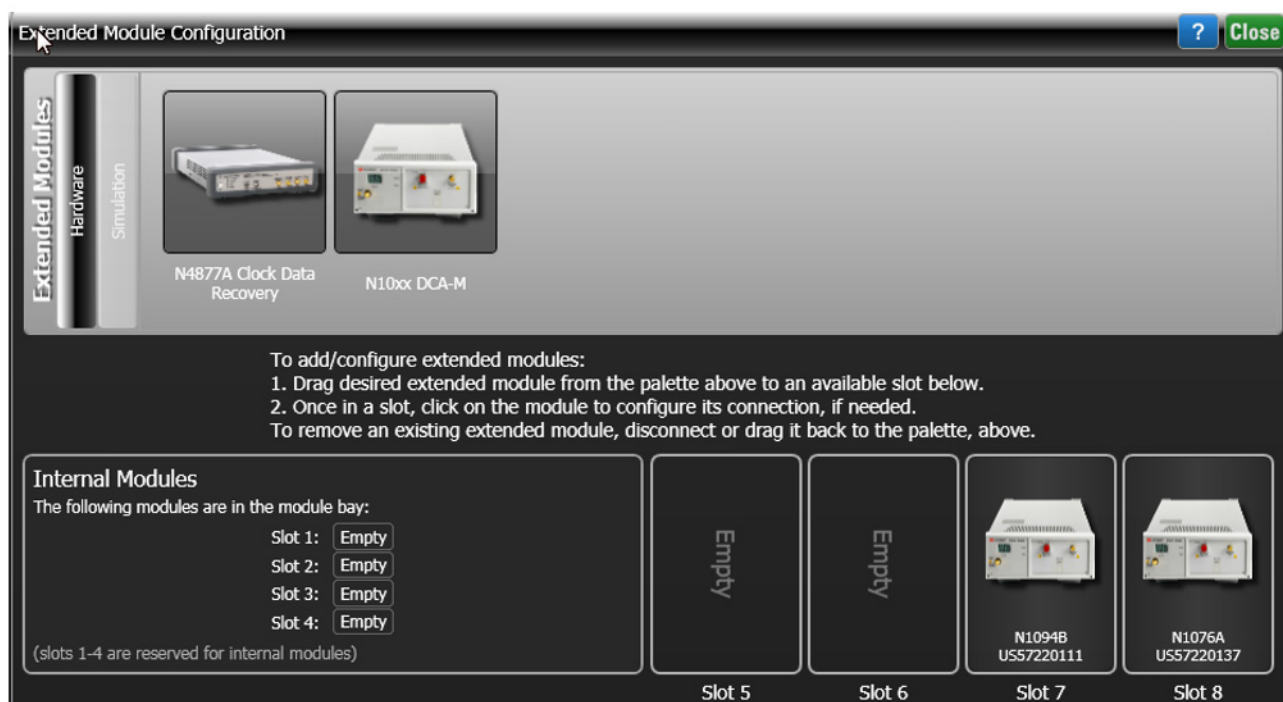 Extended Module Configuration
?
Close
Extended Modules
Hardware
Simulation
N4877A Clock Data
Recovery
N10xx DCA-M
To add/configure extended modules:
1. Drag desired extended module from the palette above to an available slot below.
2. Once in a slot, click on the module to configure its connection, if needed.
To remove an existing extended module, disconnect or drag it back to the palette, above.
Internal Modules
The following modules are in the module bay:
Slot 1: Empty
Slot 2: Empty
Slot 3: Empty
Slot 4: Empty
(slots 1-4 are reserved for internal modules)
Empty
Empty
N1094B
US57220111
N1076A
US57220137
Slot 5
Slot 6
Slot 7
Slot 8